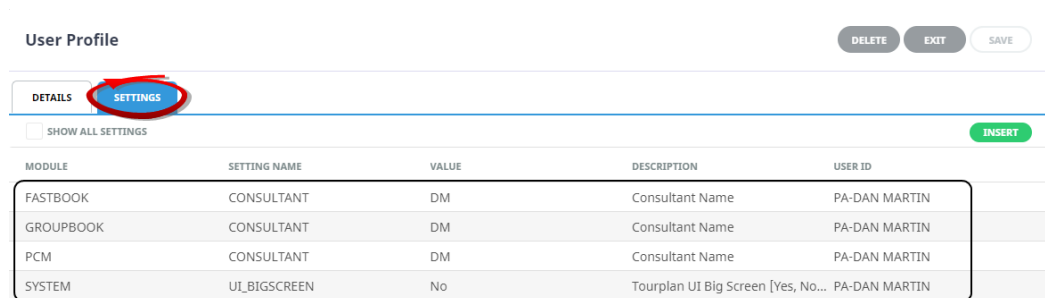 User Profile
DELETE EXIT SAVE
DETAILS SETTINGS
SHOW ALL SETTINGS INSERT
MODULE SETTING NAME VALUE DESCRIPTION USER ID
FASTBOOK CONSULTANT DM Consultant Name PA-DAN MARTIN
GROUPBOOK CONSULTANT DM Consultant Name PA-DAN MARTIN
PCM CONSULTANT DM Consultant Name PA-DAN MARTIN
SYSTEM UI_BIGSCREEN No Tourplan UI Big Screen [Yes, No... PA-DAN MARTIN